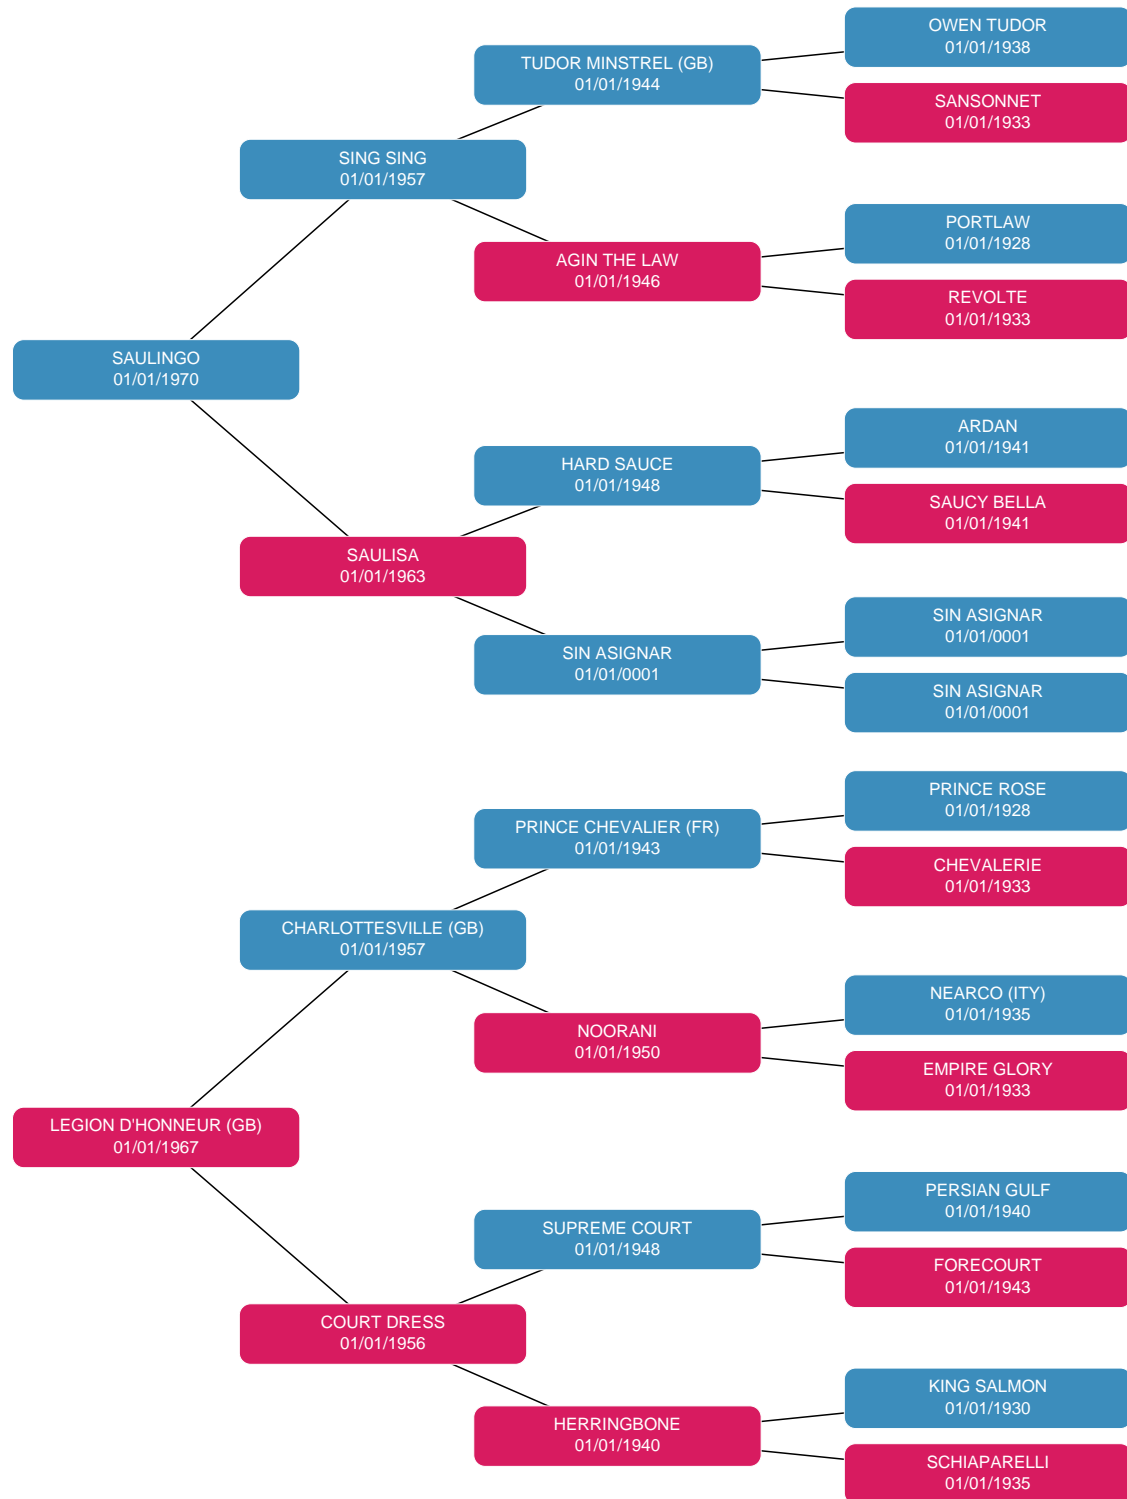 OWEN TUDOR
01/01/1938
TUDOR MINSTREL (GB)
01/01/1944
SANSONNET
01/01/1933
SING SING
01/01/1957
PORTLAW
01/01/1928
AGIN THE LAW
01/01/1946
REVOLTE
01/01/1933
SAULINGO
01/01/1970
ARDAN
01/01/1941
HARD SAUCE
01/01/1948
SAUCY BELLA
01/01/1941
SAULISA
01/01/1963
SIN ASIGNAR
01/01/0001
SIN ASIGNAR
01/01/0001
SIN ASIGNAR
01/01/0001
PRINCE ROSE
01/01/1928
PRINCE CHEVALIER (FR)
01/01/1943
CHEVALERIE
01/01/1933
CHARLOTTESVILLE (GB)
01/01/1957
NEARCO (ITY)
01/01/1935
NOORANI
01/01/1950
EMPIRE GLORY
01/01/1933
LEGION D'HONNEUR (GB)
01/01/1967
PERSIAN GULF
01/01/1940
SUPREME COURT
01/01/1948
FORECOURT
01/01/1943
COURT DRESS
01/01/1956
KING SALMON
01/01/1930
HERRINGBONE
01/01/1940
SCHIAPARELLI
01/01/1935